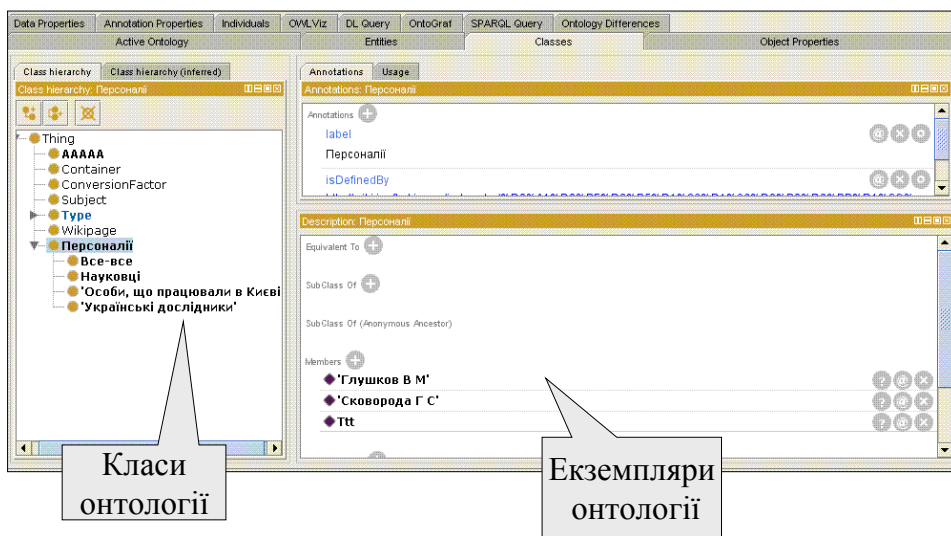 Data Properties Annotation Properties Individuals OWLViz DL Query OntoGraf SPARQL Query Ontology Differences
Active Ontology Entities Classes Object Properties
Class hierarchy Class hierarchy (inferred)
Class hierarchy: Персоналії
Thing
AAAAA
Container
ConversionFactor
Subject
Type
Wikipage
Персоналії
Все-все
Науковці
'Особи, що працювали в Києві
'Українські дослідники'
Annotations Usage
Annotations: Персоналії
Annotations
label
Персоналії
isDefinedBy
Description: Персоналії
Equivalent To
SubClass Of
SubClass Of (Anonymous Ancestor)
Members
'Глушков В М'
'Сковорода Г С'
Ttt
Класи
онтології
Екземпляри
онтології